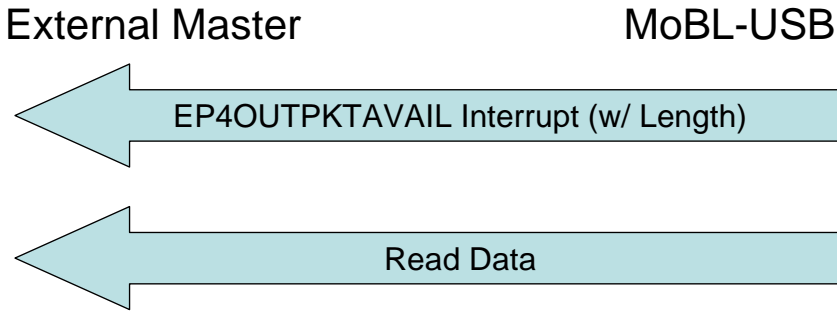 External Master MoBL-USB
EP4OUTPKTAVAIL Interrupt (w/ Length)
Read Data